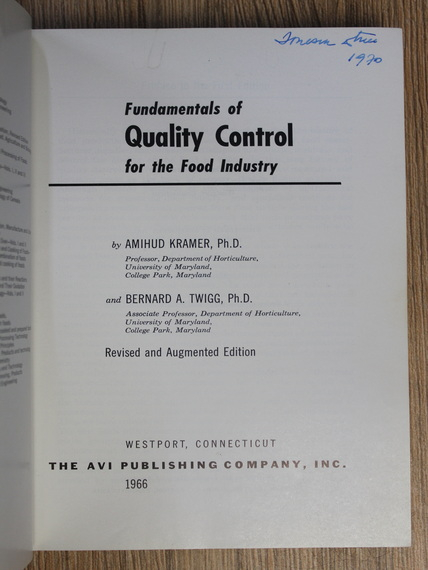 1970
Fundamentals of
Quality Control
for the Food Industry
by AMIHUD KRAMER, Ph.D.
Professor, Department of Horticulture,
University of Maryland,
College Park, Maryland
and BERNARD A. TWIGG, Ph.D.
Associate Professor, Department of Horticulture,
University of Maryland,
College Park, Maryland
Revised and Augmented Edition
WESTPORT, CONNECTICUT
THE AVI PUBLISHING COMPANY, INC.
1966